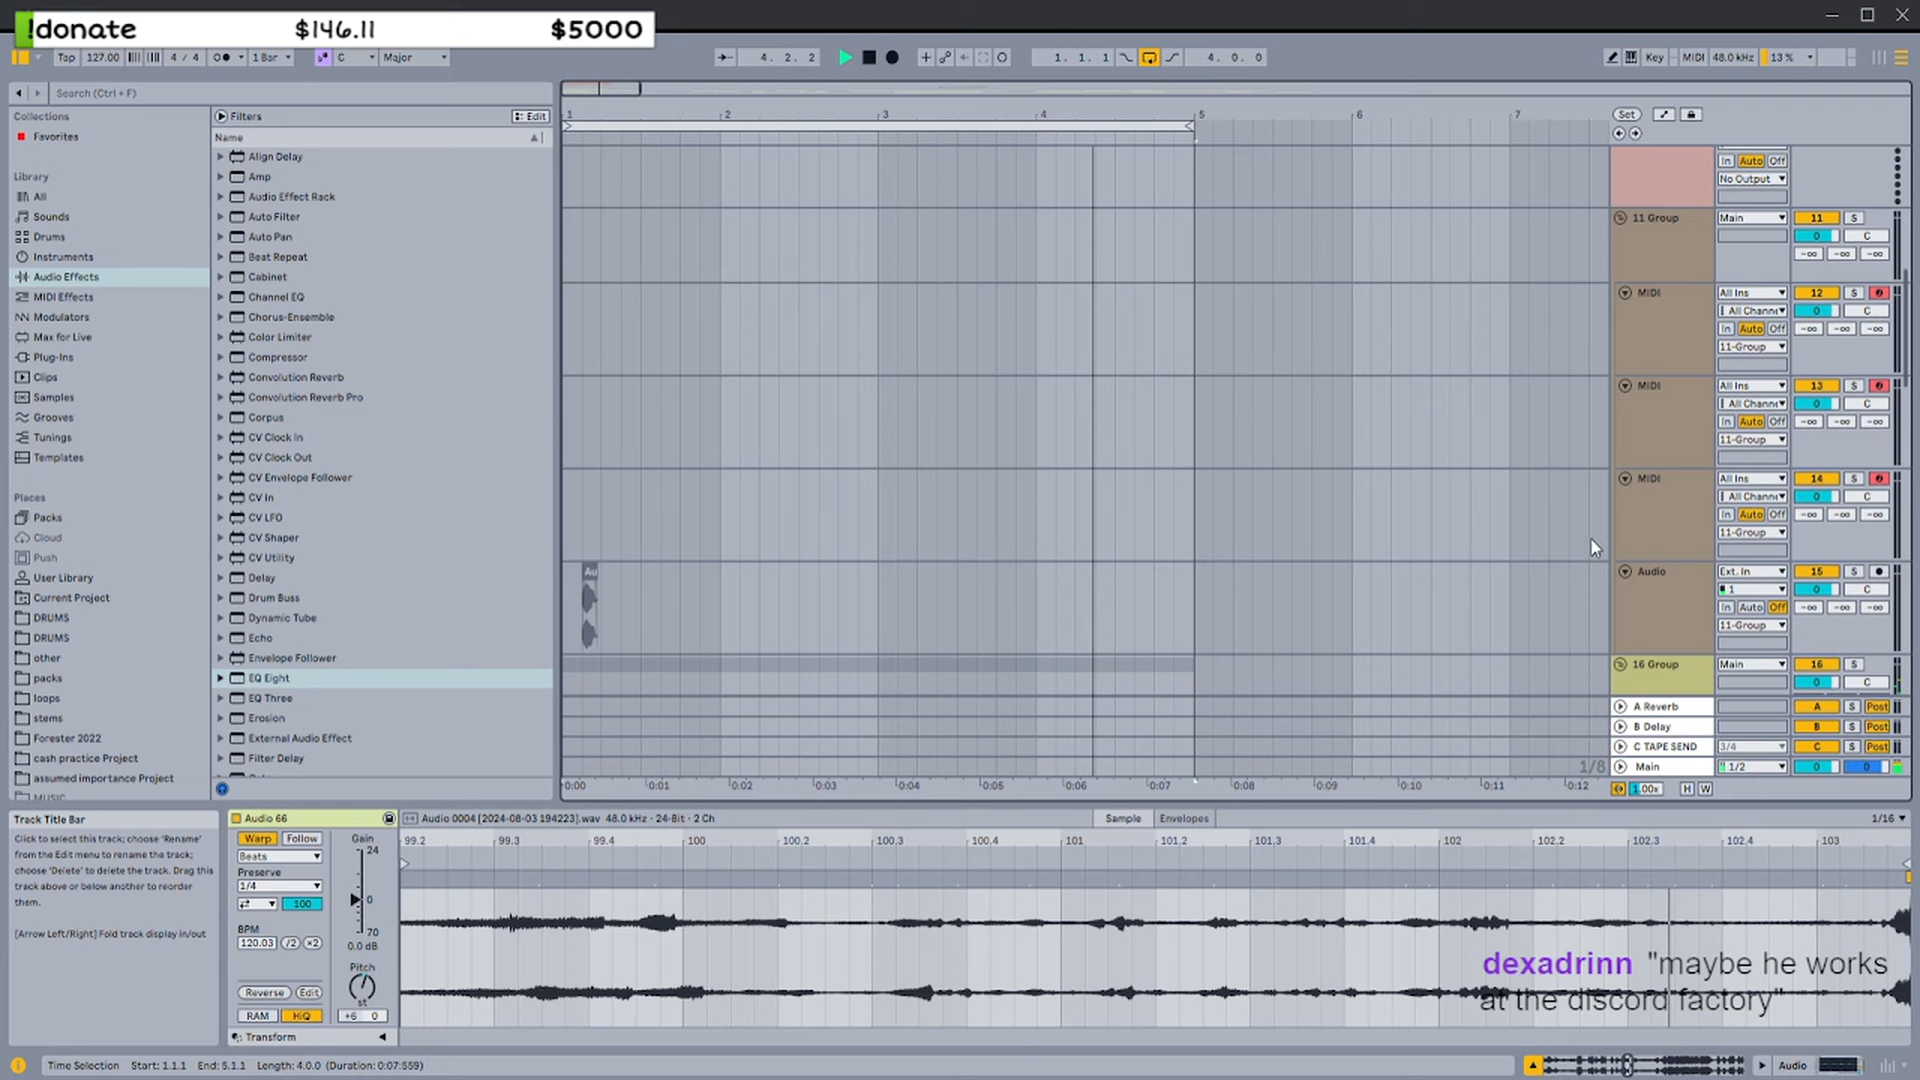 !donate $146.11 $5000
Tap 127.00 4 / 4 1 Bar C Major 4. 2. 2 1. 1. 1 4. 0. 0 Key MIDI 48.0 kHz 13 %
Search (Ctrl + F)
Collections
Favorites
Library
All
Sounds
Drums
Instruments
Audio Effects
MIDI Effects
Modulators
Max for Live
Plug-Ins
Clips
Samples
Grooves
Tunings
Templates
Places
Packs
Cloud
Push
User Library
Current Project
DRUMS
DRUMS
other
packs
loops
stems
Forester 2022
cash practice Project
assumed importance Project
MUSIC
Filters Edit
Name
Align Delay
Amp
Audio Effect Rack
Auto Filter
Auto Pan
Beat Repeat
Cabinet
Channel EQ
Chorus-Ensemble
Color Limiter
Compressor
Convolution Reverb
Convolution Reverb Pro
Corpus
CV Clock In
CV Clock Out
CV Envelope Follower
CV In
CV LFO
CV Shaper
CV Utility
Delay
Drum Buss
Dynamic Tube
Echo
Envelope Follower
EQ Eight
EQ Three
Erosion
External Audio Effect
Filter Delay
1 2 3 4 5 6 7
Au
1/8
0:00 0:01 0:02 0:03 0:04 0:05 0:06 0:07 0:08 0:09 0:10 0:11 0:12
Set
In Auto Off
No Output
11 Group Main 11 S
0 C
-∞ -∞ -∞
MIDI All Ins 12 S
All Channe 0 C
In Auto Off -∞ -∞ -∞
11-Group
MIDI All Ins 13 S
All Channe 0 C
In Auto Off -∞ -∞ -∞
11-Group
MIDI All Ins 14 S
All Channe 0 C
In Auto Off -∞ -∞ -∞
11-Group
Audio Ext. In 15 S
1 0 C
In Auto Off -∞ -∞ -∞
11-Group
16 Group Main 16 S
0 C
A Reverb A S Post
B Delay B S Post
C TAPE SEND 3/4 C S Post
Main 1/2 0 0
1.00x H W
Track Title Bar
Click to select this track; choose 'Rename'
from the Edit menu to rename the track;
choose 'Delete' to delete the track. Drag this
track above or below another to reorder
them.
[Arrow Left/Right] Fold track display in/out
Audio 66
Warp Follow
Beats
Preserve
1/4
100
BPM
120.03 /2 ×2
Reverse Edit
RAM HiQ
Gain
24
0
70
0.0 dB
Pitch
st
+6 0
Transform
Audio 0004 [2024-08-03 194223].wav 48.0 kHz · 24-Bit · 2 Ch
Sample Envelopes 1/16
99.2 99.3 99.4 100 100.2 100.3 100.4 101 101.2 101.3 101.4 102 102.2 102.3 102.4 103
dexadrinn "maybe he works
at the discord factory"
Time Selection Start: 1.1.1 End: 5.1.1 Length: 4.0.0 (Duration: 0:07:559)
Audio